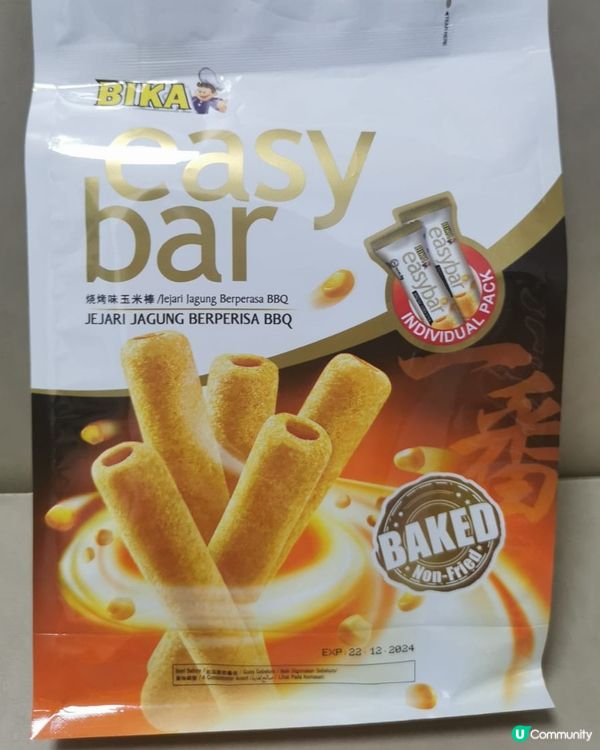 BIKA
easy
bar
烧烤味玉米棒/Jejari Jagung Berperasa BBQ
JEJARI JAGUNG BERPERISA BBQ
BIKA
easybar
easybar
INDIVIDUAL PACK
一番
BAKED
Non-Fried
EXP 22 12 2024
U Community